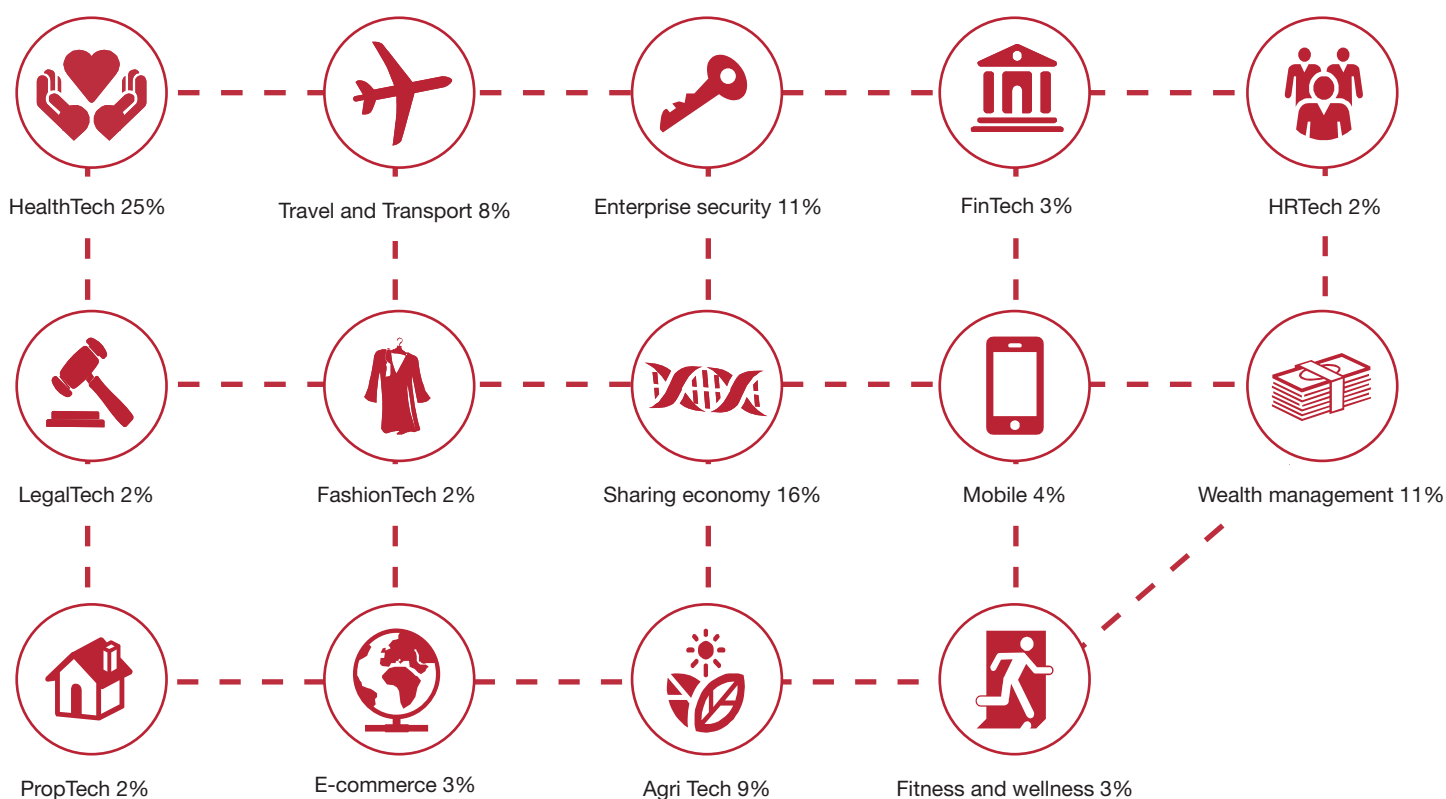 HealthTech 25%
Travel and Transport 8%
Enterprise security 11%
FinTech 3%
HRTech 2%
LegalTech 2%
FashionTech 2%
Sharing economy 16%
Mobile 4%
Wealth management 11%
PropTech 2%
E-commerce 3%
Agri Tech 9%
Fitness and wellness 3%